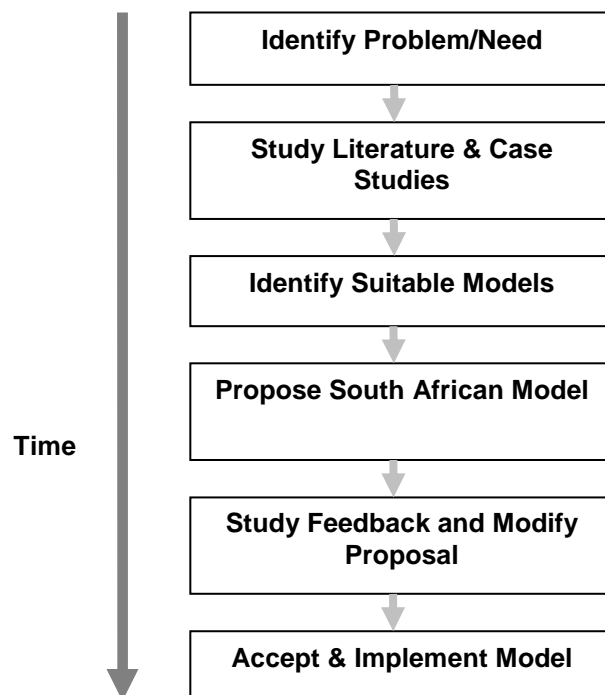 Identify Problem/Need
Study Literature & Case
Studies
Identify Suitable Models
Propose South African Model
Time
Study Feedback and Modify
Proposal
Accept & Implement Model